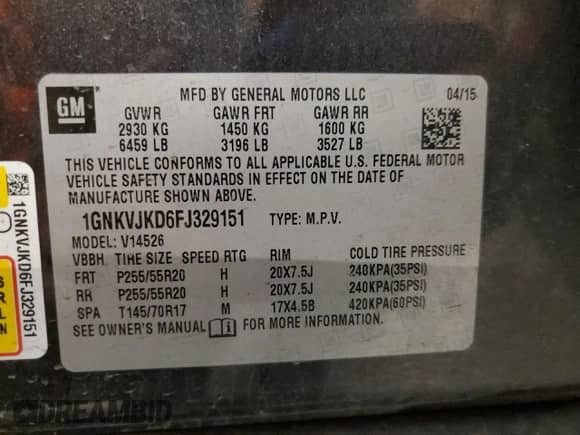 GM
MFD BY GENERAL MOTORS LLC 04/15
GVWR GAWR FRT GAWR RR
2930 KG 1450 KG 1600 KG
6459 LB 3196 LB 3527 LB
THIS VEHICLE CONFORMS TO ALL APPLICABLE U.S. FEDERAL MOTOR
VEHICLE SAFETY STANDARDS IN EFFECT ON THE DATE OF
MANUFACTURE SHOWN ABOVE.
1GNKVJKD6FJ329151 TYPE: M.P.V.
MODEL: V14526
VBBH. TIRE SIZE SPEED RTG RIM COLD TIRE PRESSURE
FRT P255/55R20 H 20X7.5J 240KPA(35PSI)
RR P255/55R20 H 20X7.5J 240KPA(35PSI)
SPA T145/70R17 M 17X4.5B 420KPA(60PSI)
SEE OWNER'S MANUAL FOR MORE INFORMATION.
1GNKVJKD6FJ329151
S
R
L
N
DREAMBID